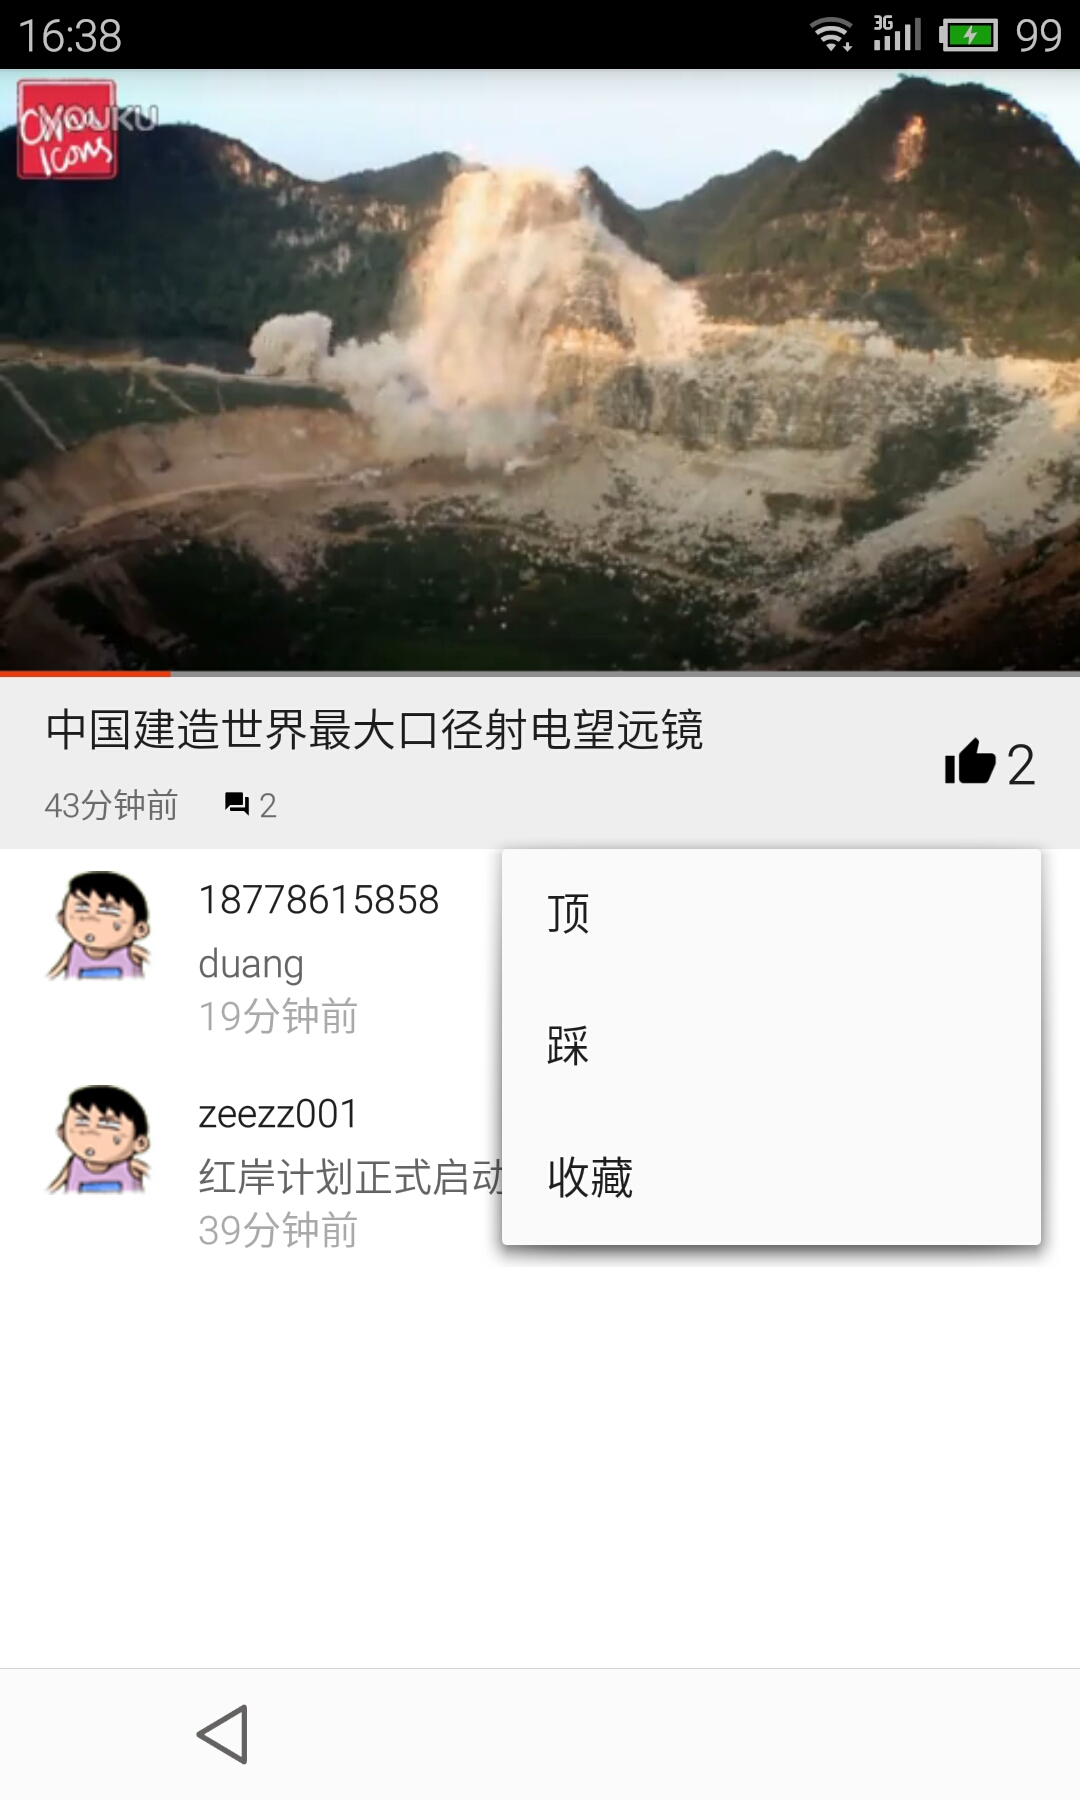 16:38
3G
99
YOUKU
China
Icons
中国建造世界最大口径射电望远镜
2
43分钟前
2
18778615858
duang
19分钟前
zeezz001
红岸计划正式启动
39分钟前
顶
踩
收藏